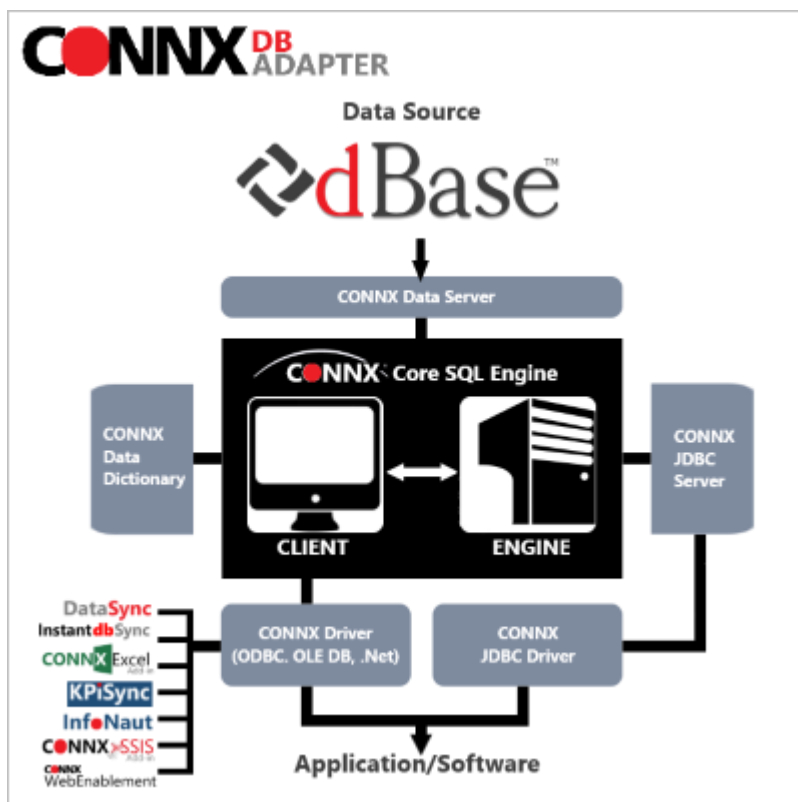 CONNX DB
ADAPTER
Data Source
dBase™
CONNX Data Server
CONNX Core SQL Engine
CONNX
Data
Dictionary
CLIENT
ENGINE
CONNX
JDBC
Server
DataSync
InstantdbSync
CONNX Excel
Add-in
KPiSync
InfoNaut
CONNX SSIS
Add-in
CONNX
WebEnablement
CONNX Driver
(ODBC. OLE DB, .Net)
CONNX
JDBC Driver
Application/Software